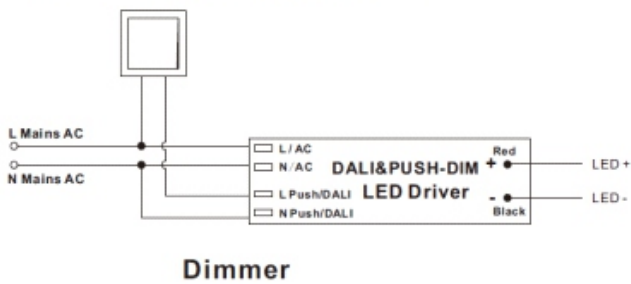 L Mains AC
N Mains AC
L/AC
N/AC
L Push/DALI
N Push/DALI
DALI&PUSH-DIM
LED Driver
Red
+
-
Black
LED+
LED-
Dimmer